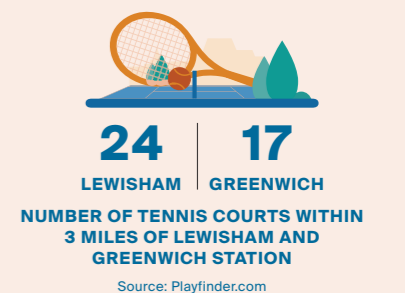 24 17
LEWISHAM GREENWICH
NUMBER OF TENNIS COURTS WITHIN
3 MILES OF LEWISHAM AND
GREENWICH STATION
Source: Playfinder.com